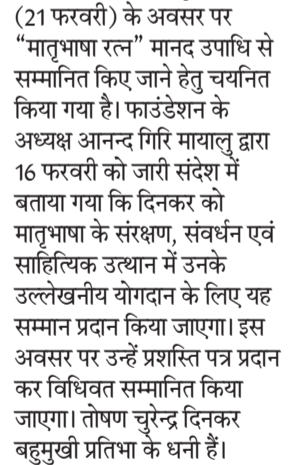 (21 फरवरी) के अवसर पर
“मातृभाषा रत्न” मानद उपाधि से
सम्मानित किए जाने हेतु चयनित
किया गया है। फाउंडेशन के
अध्यक्ष आनन्द गिरि मायालु द्वारा
16 फरवरी को जारी संदेश में
बताया गया कि दिनकर को
मातृभाषा के संरक्षण, संवर्धन एवं
साहित्यिक उत्थान में उनके
उल्लेखनीय योगदान के लिए यह
सम्मान प्रदान किया जाएगा। इस
अवसर पर उन्हें प्रशस्ति पत्र प्रदान
कर विधिवत सम्मानित किया
जाएगा। तोषण चुरेन्द्र दिनकर
बहुमुखी प्रतिभा के धनी हैं।